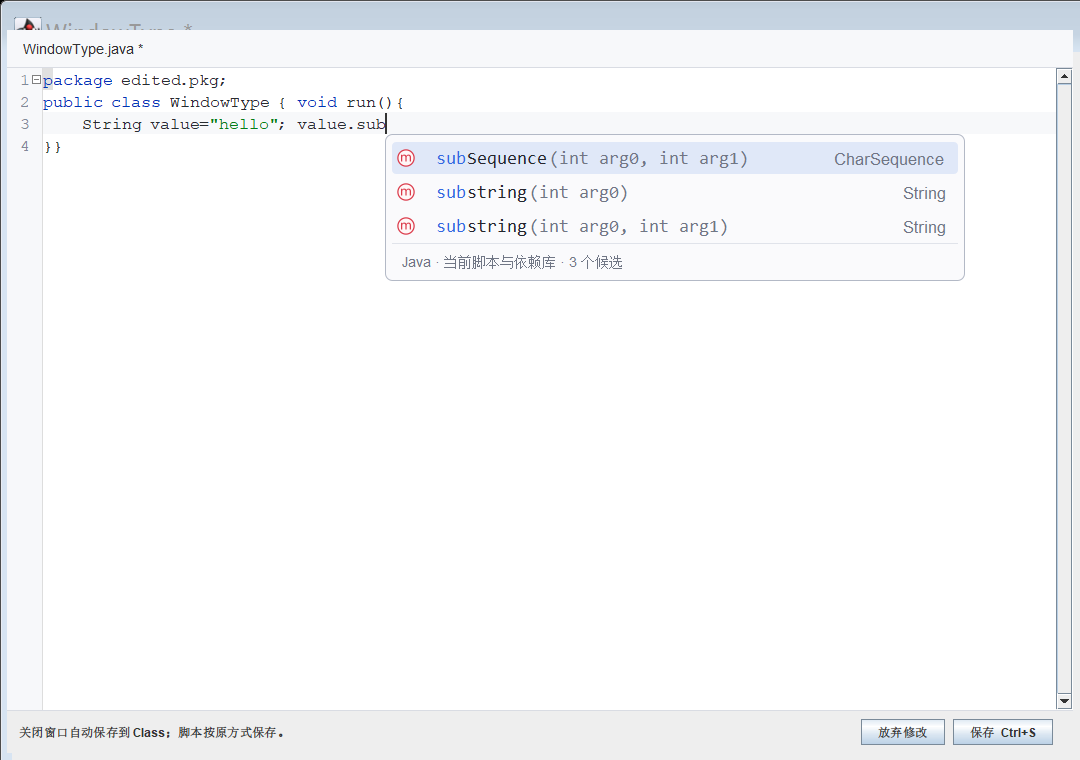 WindowType.java *
1 package edited.pkg;
2 public class WindowType { void run(){
3     String value="hello"; value.sub
4 }}
m subSequence(int arg0, int arg1) CharSequence
m substring(int arg0) String
m substring(int arg0, int arg1) String
Java · 当前脚本与依赖库 · 3 个候选
关闭窗口自动保存到 Class；脚本按原方式保存。 放弃修改 保存 Ctrl+S